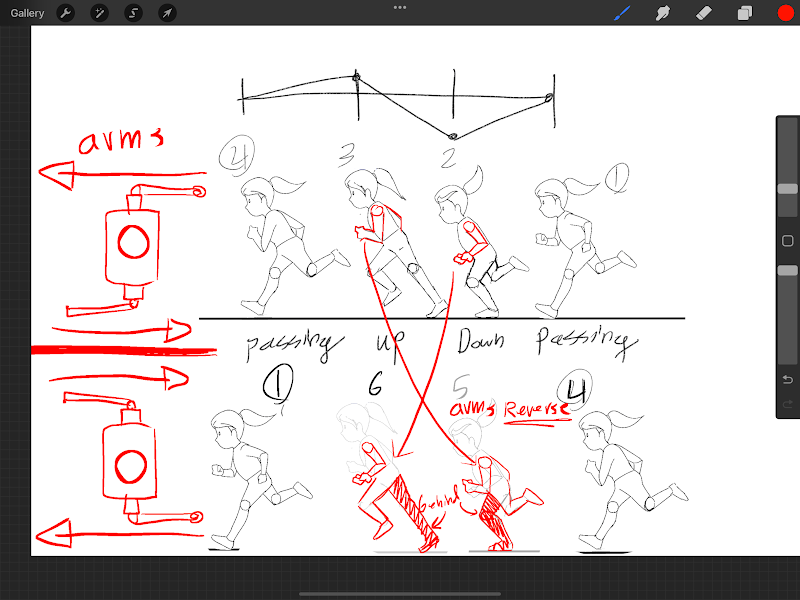 Gallery
arms
4 3 2 1
passing up Down Passing
1 6 5 4
arms Reverse
behind